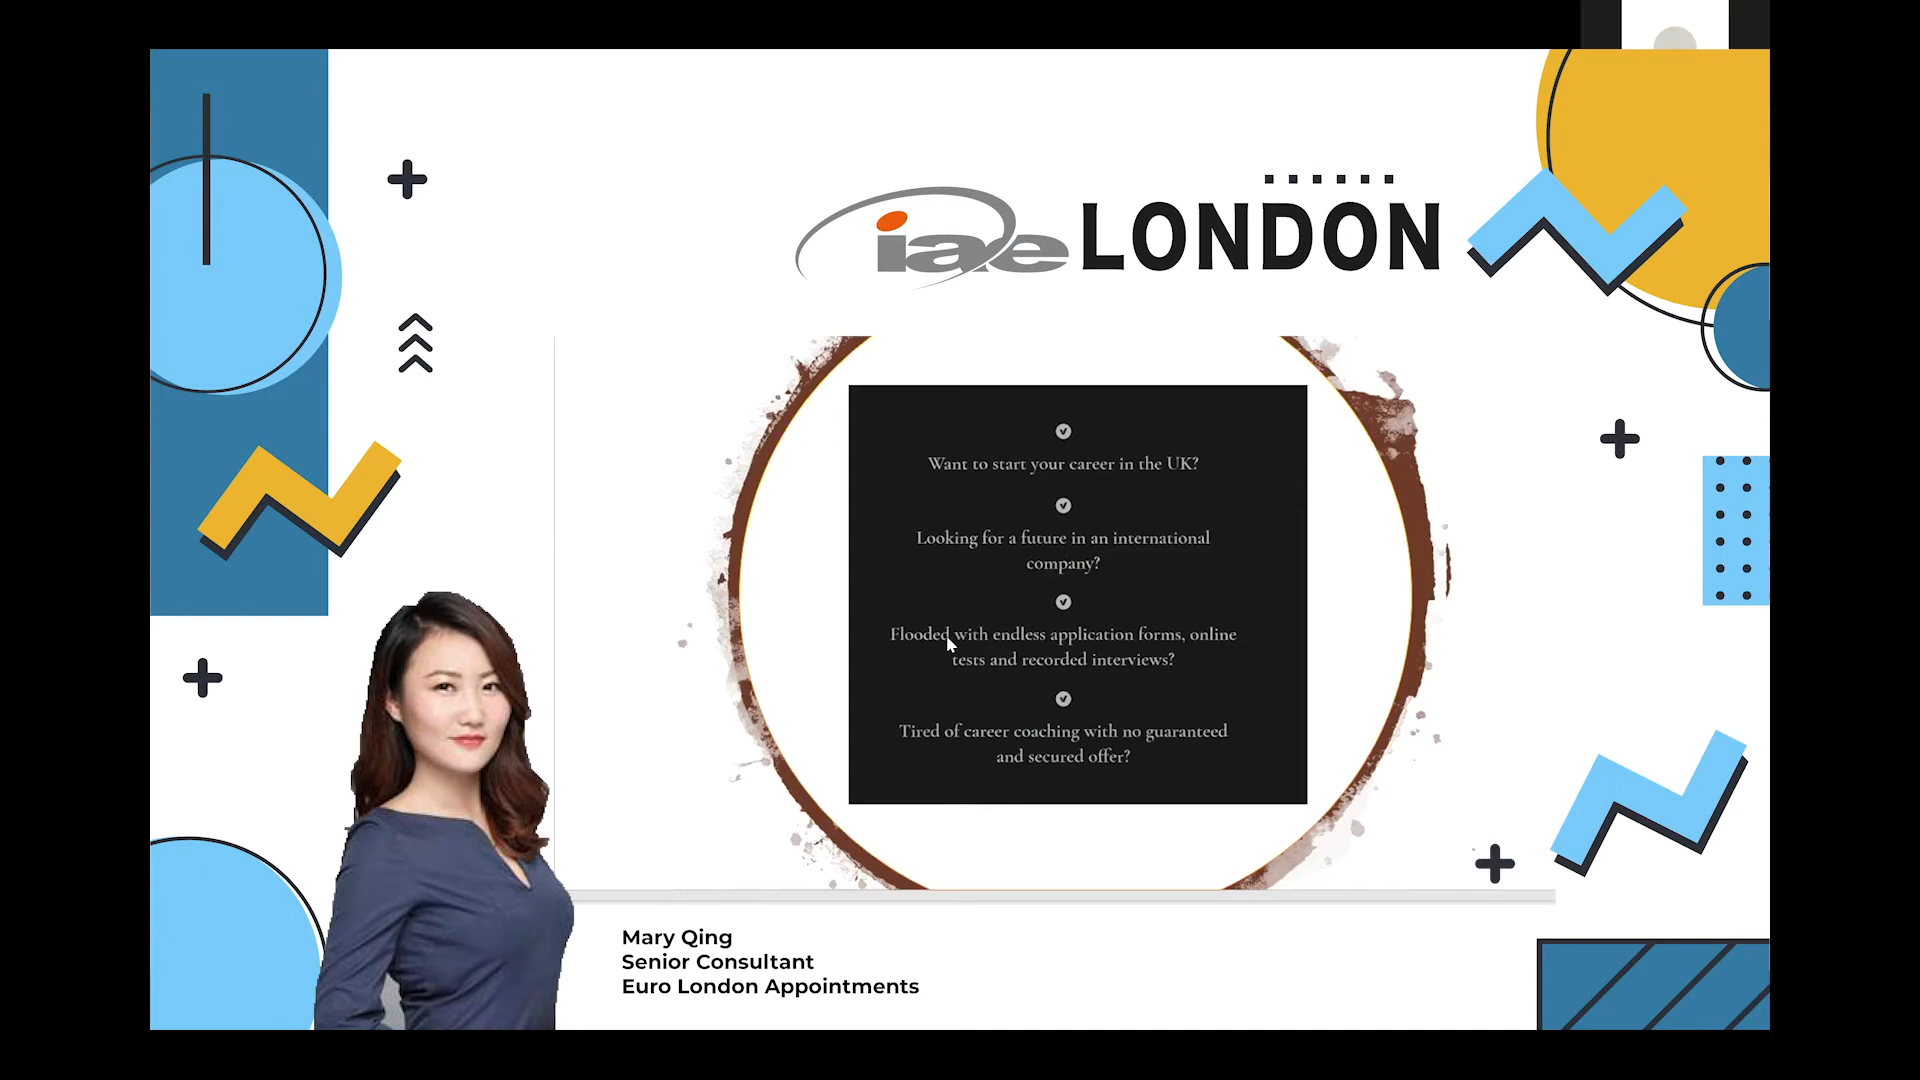 iae LONDON
Want to start your career in the UK?
Looking for a future in an international
company?
Flooded with endless application forms, online
tests and recorded interviews?
Tired of career coaching with no guaranteed
and secured offer?
Mary Qing
Senior Consultant
Euro London Appointments